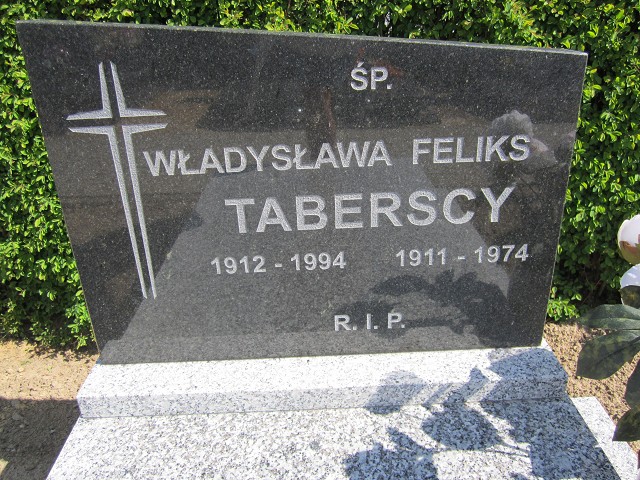 ŚP.
WŁADYSŁAWA FELIKS
TABERSCY
1912 - 1994 1911 - 1974
R. I. P.